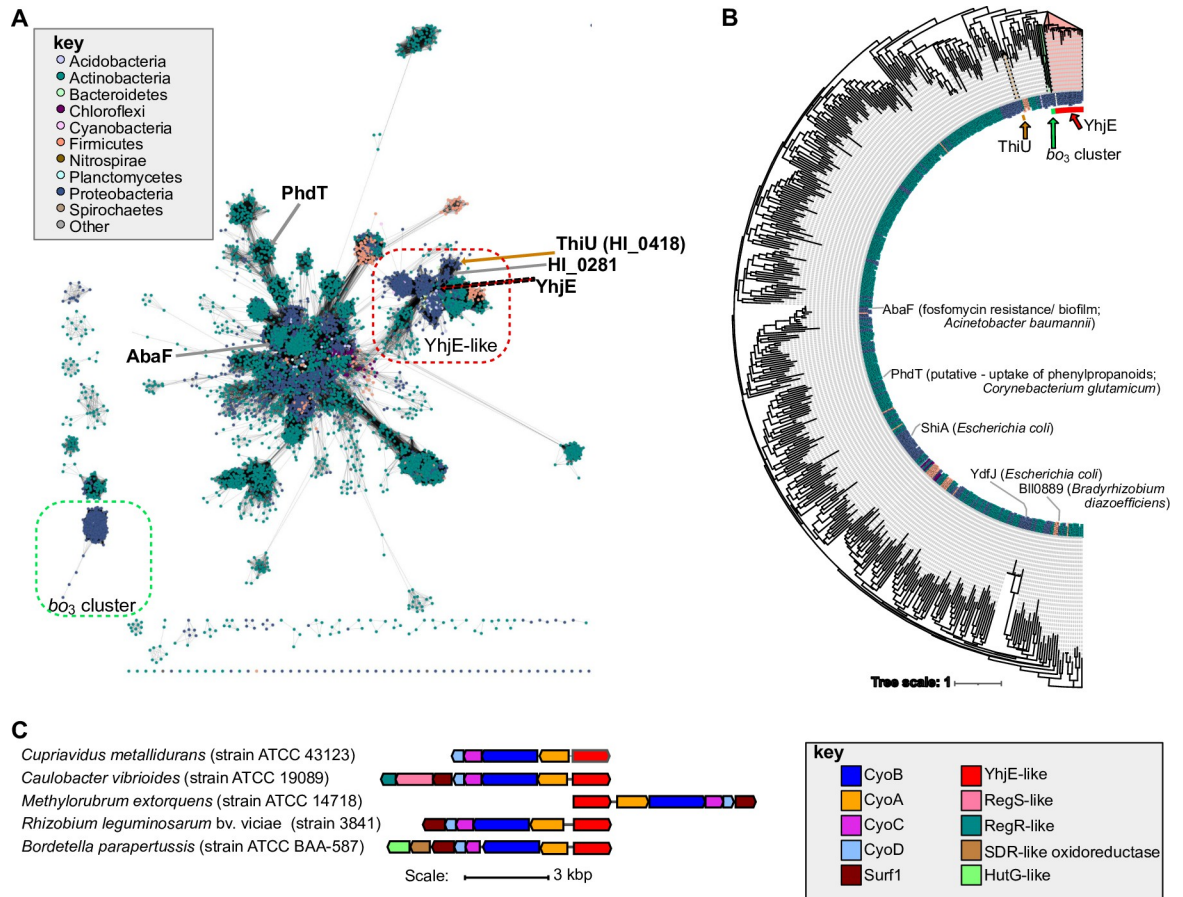 A
key
Acidobacteria
Actinobacteria
Bacteroidetes
Chloroflexi
Cyanobacteria
Firmicutes
Nitrospirae
Planctomycetes
Proteobacteria
Spirochaetes
Other
PhdT
ThiU (HI_0418)
HI_0281
YhjE
YhjE-like
AbaF
bo3 cluster
B
YhjE
ThiU
bo3 cluster
AbaF (fosfomycin resistance/ biofilm;
Acinetobacter baumannii)
PhdT (putative - uptake of phenylpropanoids;
Corynebacterium glutamicum)
ShiA (Escherichia coli)
YdfJ (Escherichia coli)
Bll0889 (Bradyrhizobium
diazoefficiens)
Tree scale: 1
C
Cupriavidus metallidurans (strain ATCC 43123)
Caulobacter vibrioides (strain ATCC 19089)
Methylorubrum extorquens (strain ATCC 14718)
Rhizobium leguminosarum bv. viciae (strain 3841)
Bordetella parapertussis (strain ATCC BAA-587)
Scale: 3 kbp
key
CyoB
CyoA
CyoC
CyoD
Surf1
YhjE-like
RegS-like
RegR-like
SDR-like oxidoreductase
HutG-like